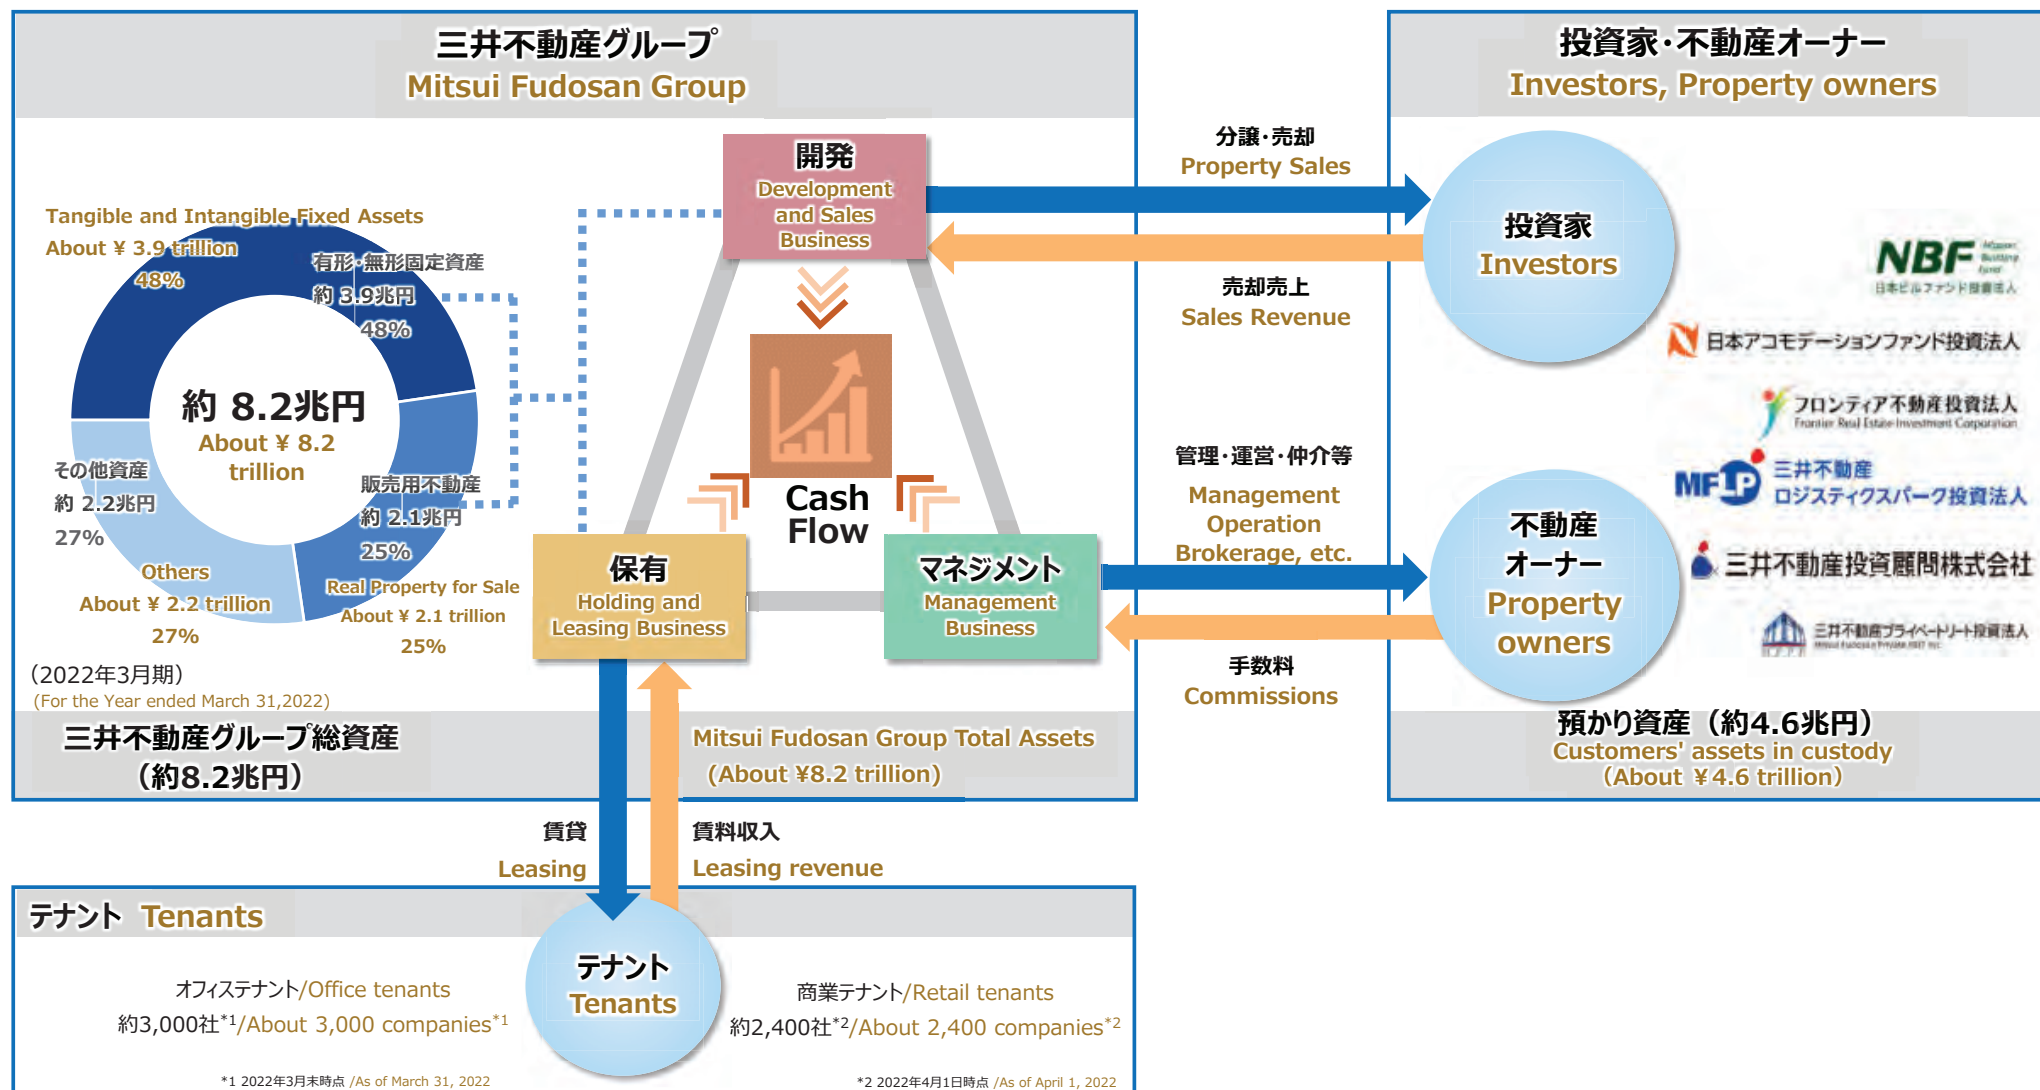 三井不動産グループ
Mitsui Fudosan Group
Tangible and Intangible Fixed Assets
About ¥ 3.9 trillion
48%
有形・無形固定資産
約 3.9兆円
48%
約 8.2兆円
About ¥ 8.2
trillion
その他資産
約 2.2兆円
27%
Others
About ¥ 2.2 trillion
27%
販売用不動産
約 2.1兆円
25%
Real Property for Sale
About ¥ 2.1 trillion
25%
(2022年3月期)
(For the Year ended March 31,2022)
開発
Development
and Sales
Business
Cash
Flow
保有
Holding and
Leasing Business
マネジメント
Management
Business
三井不動産グループ総資産
(約8.2兆円)
Mitsui Fudosan Group Total Assets
(About ¥8.2 trillion)
分譲・売却
Property Sales
売却売上
Sales Revenue
管理・運営・仲介等
Management
Operation
Brokerage, etc.
手数料
Commissions
投資家・不動産オーナー
Investors, Property owners
投資家
Investors
不動産
オーナー
Property
owners
NBF Nippon Building Fund
日本ビルファンド投資法人
日本アコモデーションファンド投資法人
フロンティア不動産投資法人
Frontier Real Estate Investment Corporation
MFLP 三井不動産
ロジスティクスパーク投資法人
三井不動産投資顧問株式会社
三井不動産プライベートリート投資法人
Mitsui Fudosan Private REIT Inc.
預かり資産 (約4.6兆円)
Customers' assets in custody
(About ¥4.6 trillion)
賃貸
Leasing
賃料収入
Leasing revenue
テナント Tenants
テナント
Tenants
オフィステナント/Office tenants
約3,000社*1/About 3,000 companies*1
*1 2022年3月末時点 /As of March 31, 2022
商業テナント/Retail tenants
約2,400社*2/About 2,400 companies*2
*2 2022年4月1日時点 /As of April 1, 2022